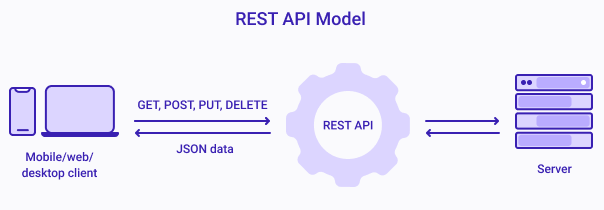 REST API Model
GET, POST, PUT, DELETE
REST API
JSON data
Mobile/web/
desktop client
Server